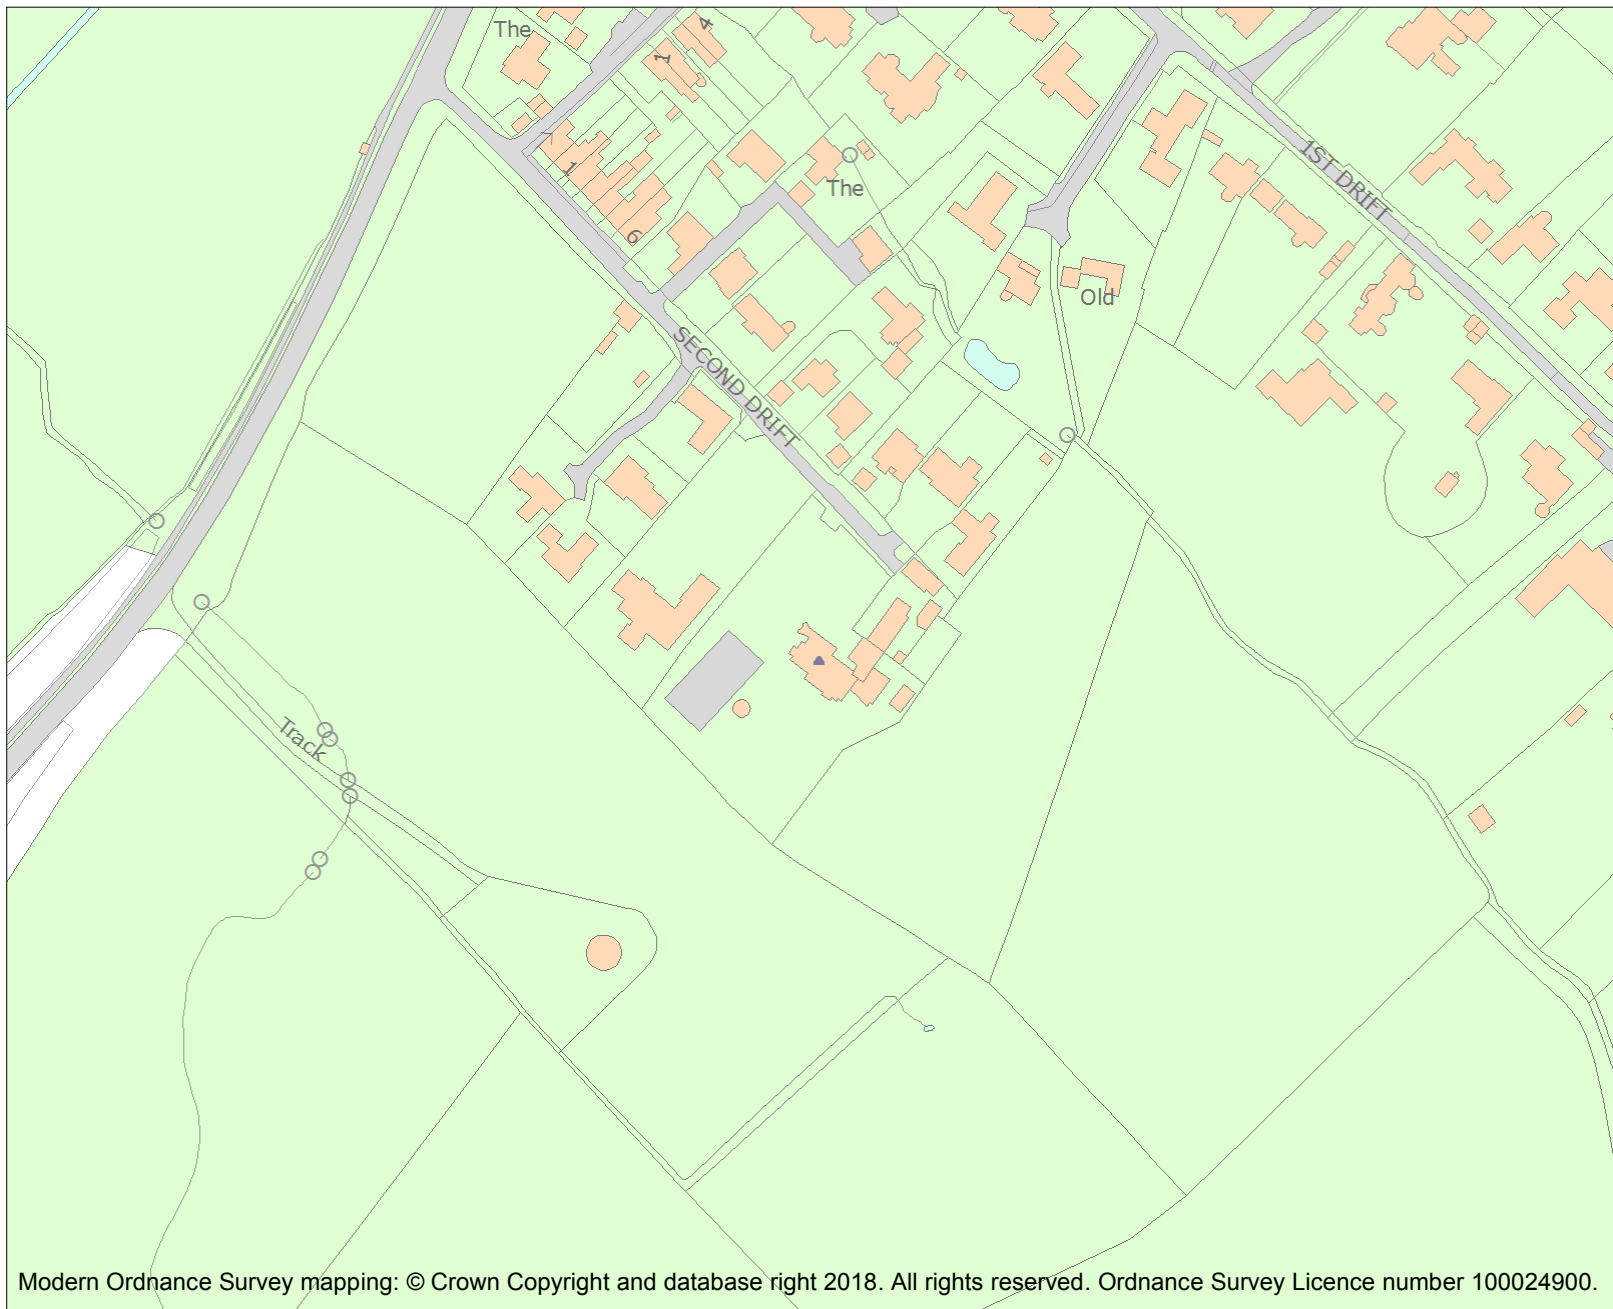 The
4
1
1
6
The
1ST DRIFT
Old
SECOND DRIFT
Track
Modern Ordnance Survey mapping: © Crown Copyright and database right 2018. All rights reserved. Ordnance Survey Licence number 100024900.